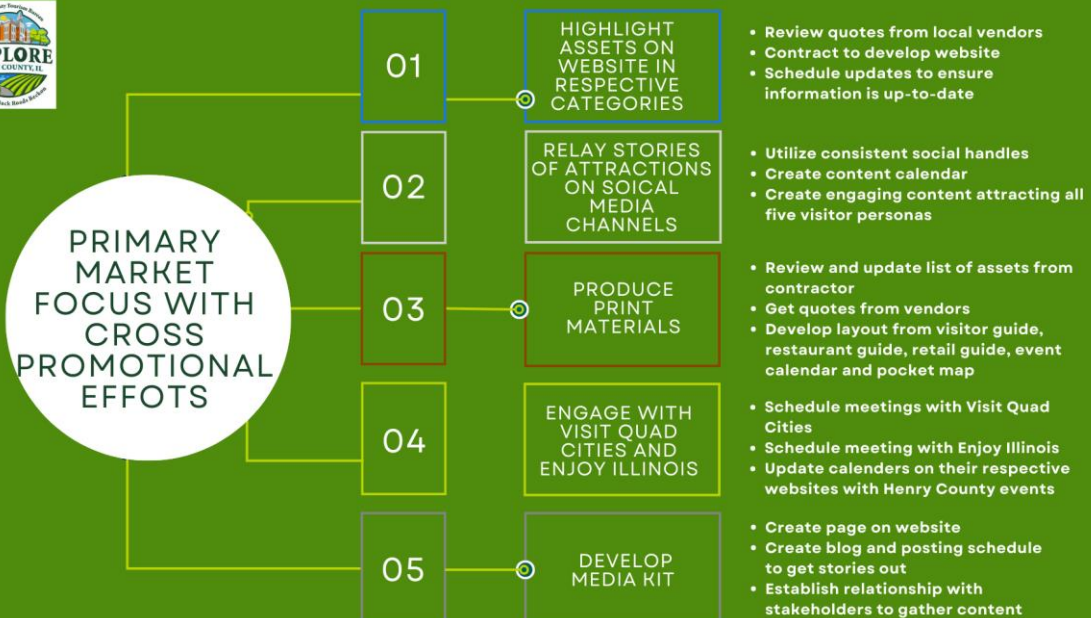 Tourism Bureau
PLORE
COUNTY, IL
Back Roads Beckon
PRIMARY
MARKET
FOCUS WITH
CROSS
PROMOTIONAL
EFFOTS
01
HIGHLIGHT
ASSETS ON
WEBSITE IN
RESPECTIVE
CATEGORIES
• Review quotes from local vendors
• Contract to develop website
• Schedule updates to ensure
information is up-to-date
02
RELAY STORIES
OF ATTRACTIONS
ON SOICAL
MEDIA
CHANNELS
• Utilize consistent social handles
• Create content calendar
• Create engaging content attracting all
five visitor personas
03
PRODUCE
PRINT
MATERIALS
• Review and update list of assets from
contractor
• Get quotes from vendors
• Develop layout from visitor guide,
restaurant guide, retail guide, event
calendar and pocket map
04
ENGAGE WITH
VISIT QUAD
CITIES AND
ENJOY ILLINOIS
• Schedule meetings with Visit Quad
Cities
• Schedule meeting with Enjoy Illinois
• Update calenders on their respective
websites with Henry County events
05
DEVELOP
MEDIA KIT
• Create page on website
• Create blog and posting schedule
to get stories out
• Establish relationship with
stakeholders to gather content